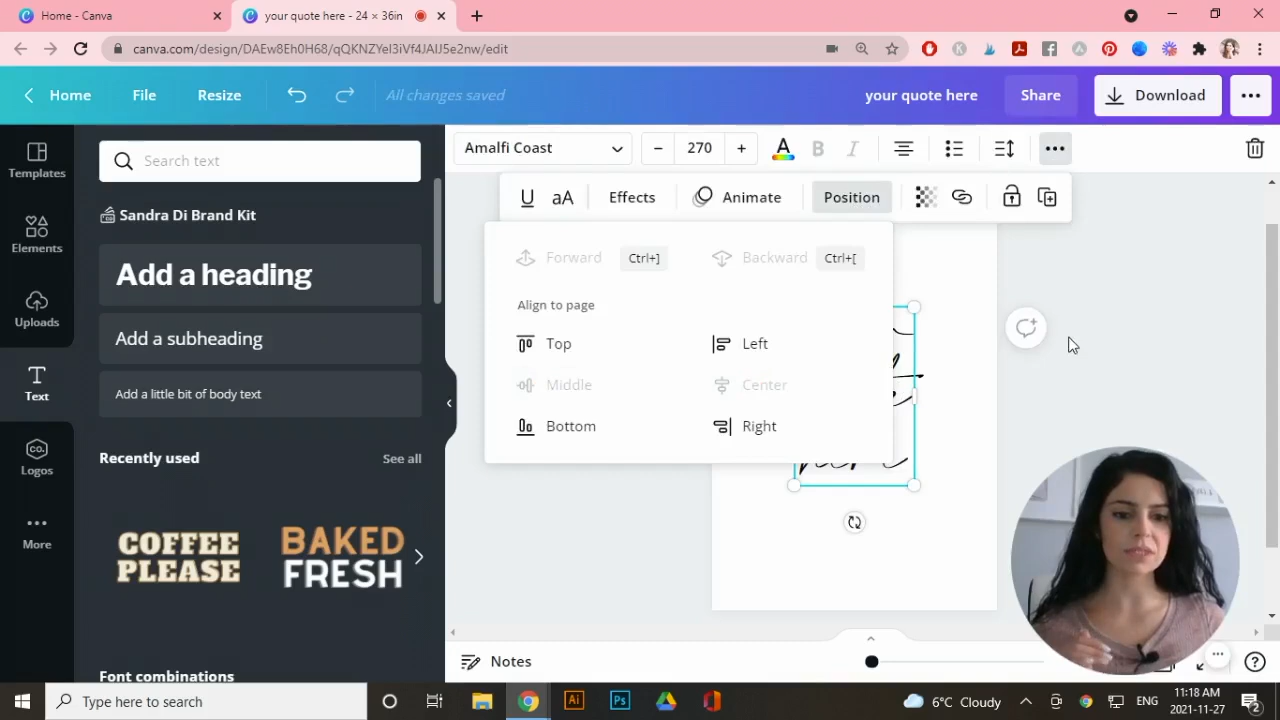 Home - Canva
your quote here - 24 × 36in
canva.com/design/DAEw8Eh0H68/qQKNZYel3iVf4JAIJ5e2nw/edit
Home File Resize All changes saved your quote here Share Download
Templates
Elements
Uploads
Text
Logos
More
Search text
Sandra Di Brand Kit
Add a heading
Add a subheading
Add a little bit of body text
Recently used See all
COFFEE
PLEASE
BAKED
FRESH
Font combinations
Amalfi Coast
270
A B I
U aA Effects Animate Position
Forward Ctrl+] Backward Ctrl+[
Align to page
Top Left
Middle Center
Bottom Right
Notes
Type here to search
6°C Cloudy
ENG
11:18 AM
2021-11-27
2